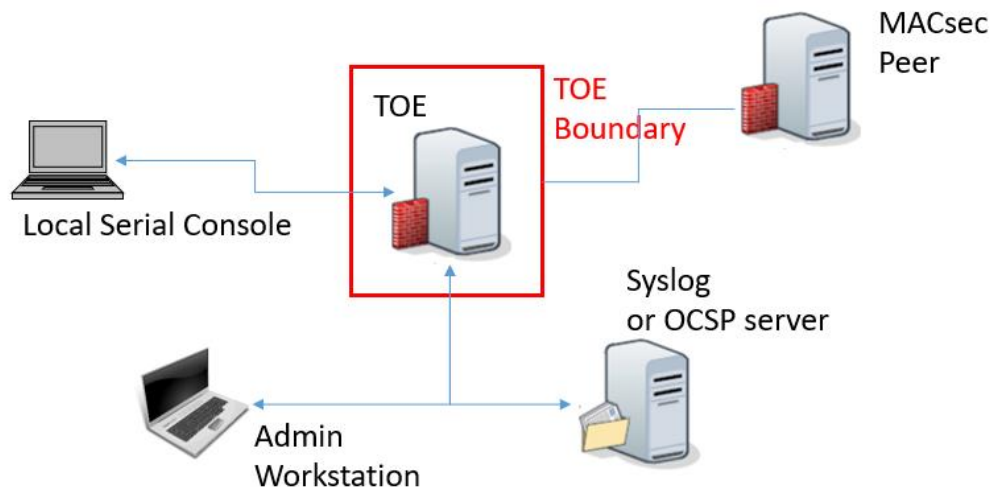 MACsec
Peer
TOE
TOE
Boundary
Local Serial Console
Syslog
or OCSP server
Admin
Workstation